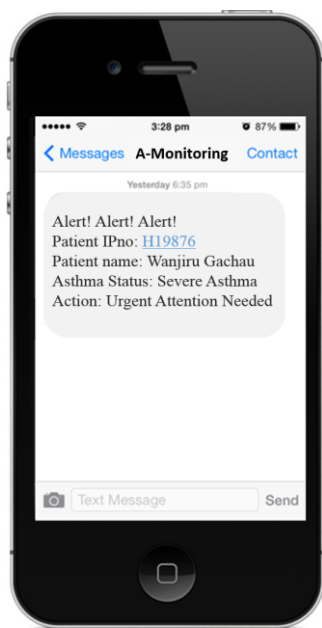 3:28 pm 87%
Messages A-Monitoring Contact
Yesterday 6:35 pm
Alert! Alert! Alert!
Patient IPno: H19876
Patient name: Wanjiru Gachau
Asthma Status: Severe Asthma
Action: Urgent Attention Needed
Text Message Send